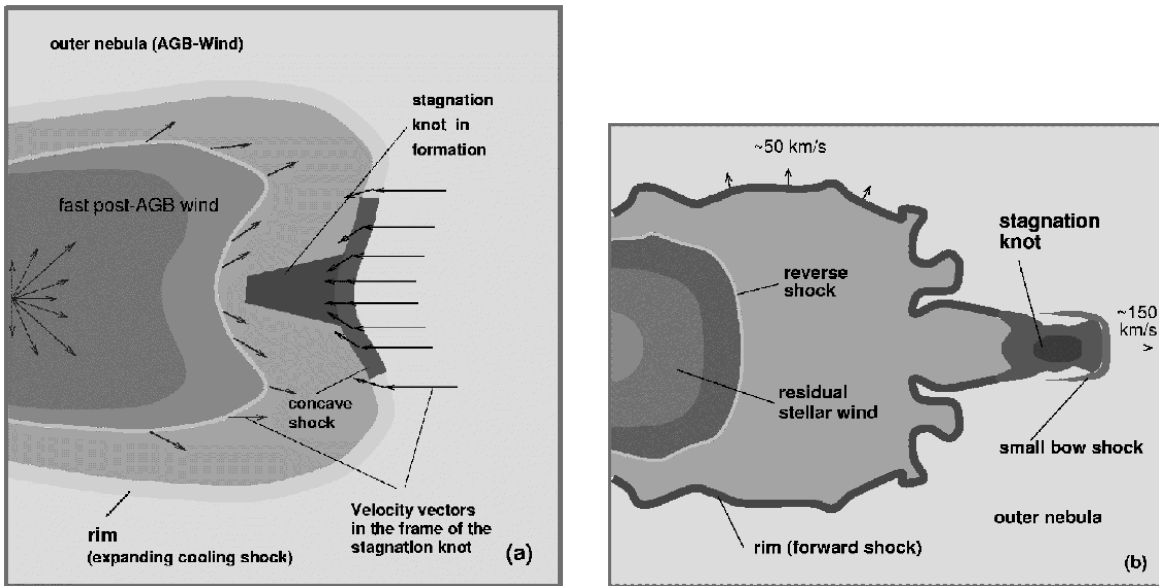 outer nebula (AGB-Wind)
stagnation
knot in
formation
fast post-AGB wind
concave
shock
Velocity vectors
in the frame of the
stagnation knot
rim
(expanding cooling shock)
(a)
~50 km/s
stagnation
knot
reverse
shock
~150
km/s
>
residual
stellar wind
small bow shock
outer nebula
rim (forward shock)
(b)